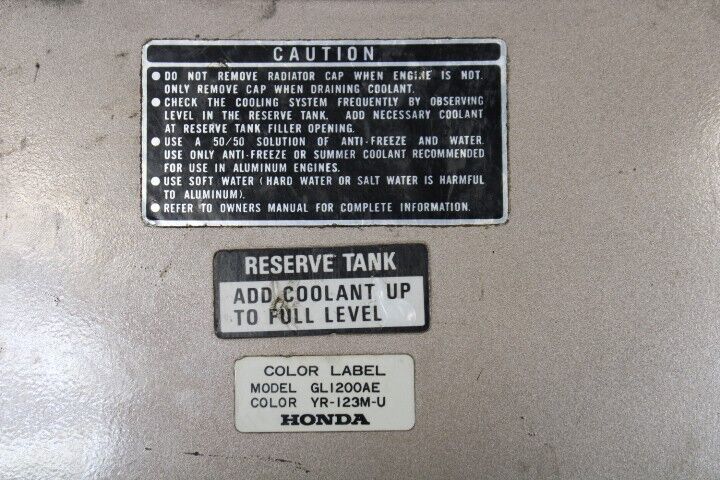 CAUTION
● DO NOT REMOVE RADIATOR CAP WHEN ENGINE IS NOT.
ONLY REMOVE CAP WHEN DRAINING COOLANT.
● CHECK THE COOLING SYSTEM FREQUENTLY BY OBSERVING
LEVEL IN THE RESERVE TANK. ADD NECESSARY COOLANT
AT RESERVE TANK FILLER OPENING.
● USE A 50/50 SOLUTION OF ANTI-FREEZE AND WATER.
USE ONLY ANTI-FREEZE OR SUMMER COOLANT RECOMMENDED
FOR USE IN ALUMINUM ENGINES.
● USE SOFT WATER (HARD WATER OR SALT WATER IS HARMFUL
TO ALUMINUM).
● REFER TO OWNERS MANUAL FOR COMPLETE INFORMATION.
RESERVE TANK
ADD COOLANT UP
TO FULL LEVEL
COLOR LABEL
MODEL GL1200AE
COLOR YR-123M-U
HONDA